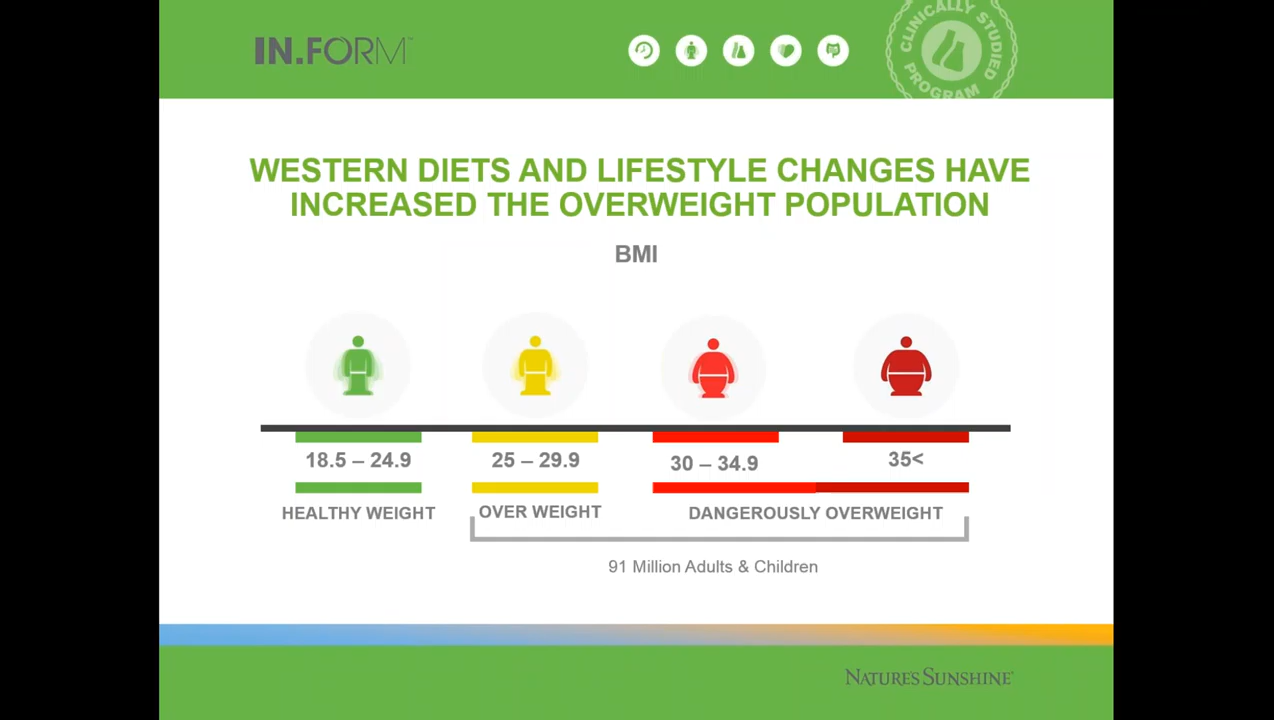 IN.FORM™
CLINICALLY STUDIED
PROGRAM
WESTERN DIETS AND LIFESTYLE CHANGES HAVE
INCREASED THE OVERWEIGHT POPULATION
BMI
18.5 – 24.9
25 – 29.9
30 – 34.9
35<
HEALTHY WEIGHT
OVER WEIGHT
DANGEROUSLY OVERWEIGHT
91 Million Adults & Children
NATURE'S SUNSHINE®